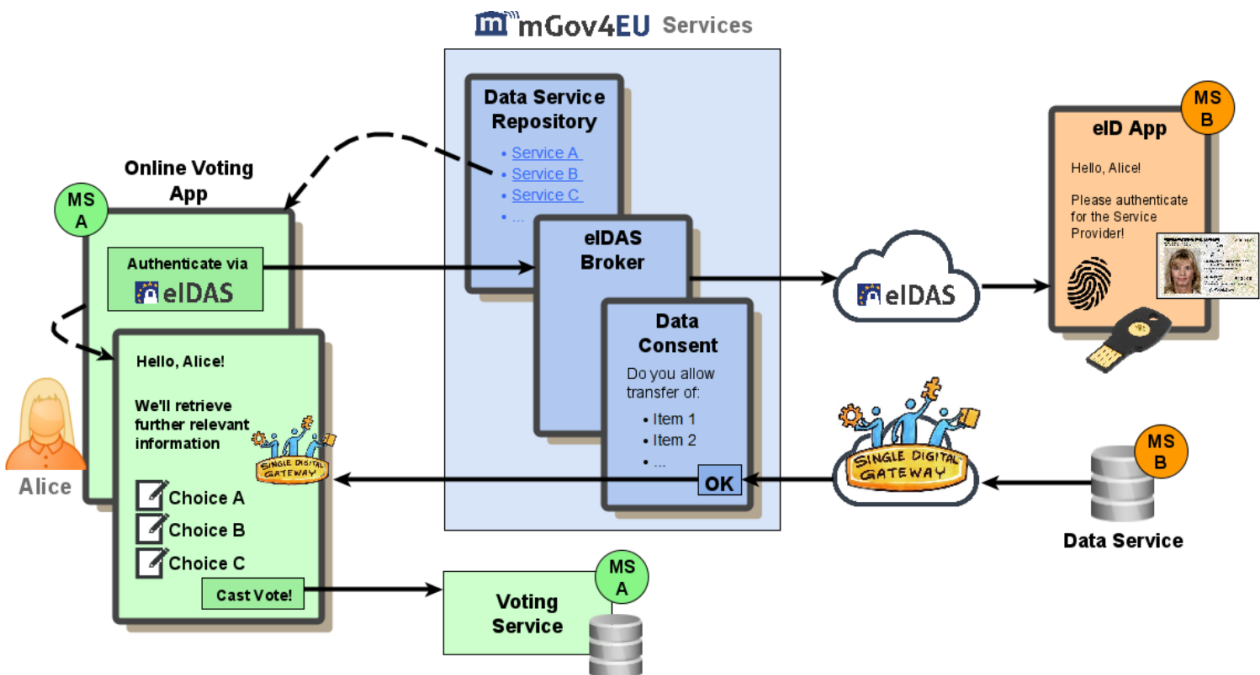 mGov4EU Services
Data Service
Repository
• Service A
• Service B
• Service C
• ...
eIDAS
Broker
Data
Consent
Do you allow
transfer of:
• Item 1
• Item 2
• ...
OK
Online Voting
App
MS
A
Authenticate via
eIDAS
Hello, Alice!
We'll retrieve
further relevant
information
SINGLE DIGITAL
GATEWAY
Choice A
Choice B
Choice C
Cast Vote!
Alice
Voting
Service
MS
A
eIDAS
MS
B
eID App
Hello, Alice!
Please authenticate
for the Service
Provider!
SINGLE DIGITAL
GATEWAY
MS
B
Data Service